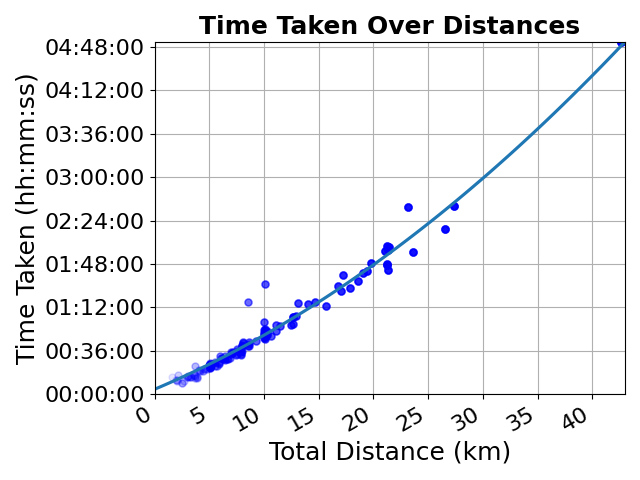 Time Taken Over Distances
Time Taken (hh:mm:ss)
04:48:00
04:12:00
03:36:00
03:00:00
02:24:00
01:48:00
01:12:00
00:36:00
00:00:00
0 5 10 15 20 25 30 35 40
Total Distance (km)